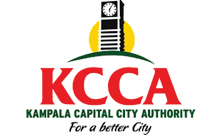 KCCA
KAMPALA CAPITAL CITY AUTHORITY
For a better City